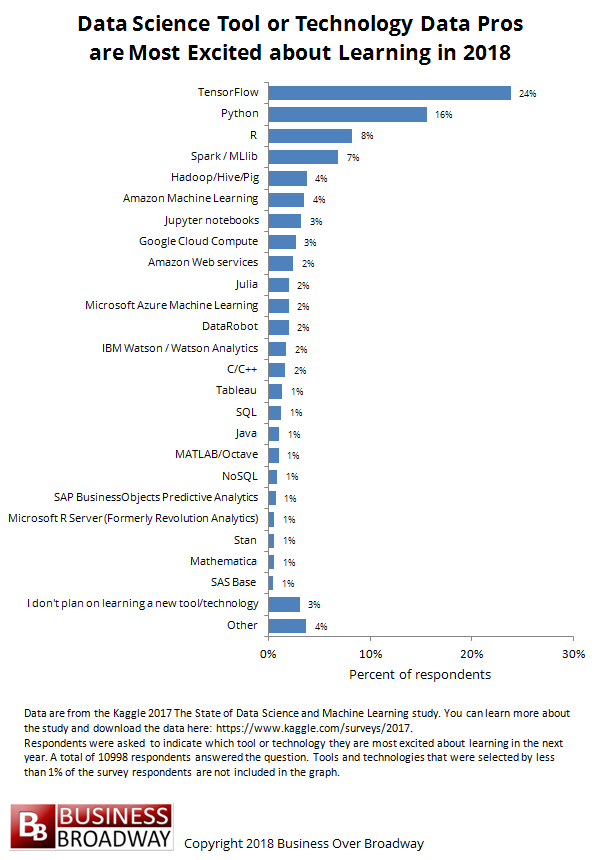 Data Science Tool or Technology Data Pros
are Most Excited about Learning in 2018
TensorFlow 24%
Python 16%
R 8%
Spark / MLlib 7%
Hadoop/Hive/Pig 4%
Amazon Machine Learning 4%
Jupyter notebooks 3%
Google Cloud Compute 3%
Amazon Web services 2%
Julia 2%
Microsoft Azure Machine Learning 2%
DataRobot 2%
IBM Watson / Watson Analytics 2%
C/C++ 2%
Tableau 1%
SQL 1%
Java 1%
MATLAB/Octave 1%
NoSQL 1%
SAP BusinessObjects Predictive Analytics 1%
Microsoft R Server (Formerly Revolution Analytics) 1%
Stan 1%
Mathematica 1%
SAS Base 1%
I don't plan on learning a new tool/technology 3%
Other 4%
0% 10% 20% 30%
Percent of respondents
Data are from the Kaggle 2017 The State of Data Science and Machine Learning study. You can learn more about
the study and download the data here: https://www.kaggle.com/surveys/2017.
Respondents were asked to indicate which tool or technology they are most excited about learning in the next
year. A total of 10998 respondents answered the question. Tools and technologies that were selected by less
than 1% of the survey respondents are not included in the graph.
BB BUSINESS
BROADWAY Copyright 2018 Business Over Broadway